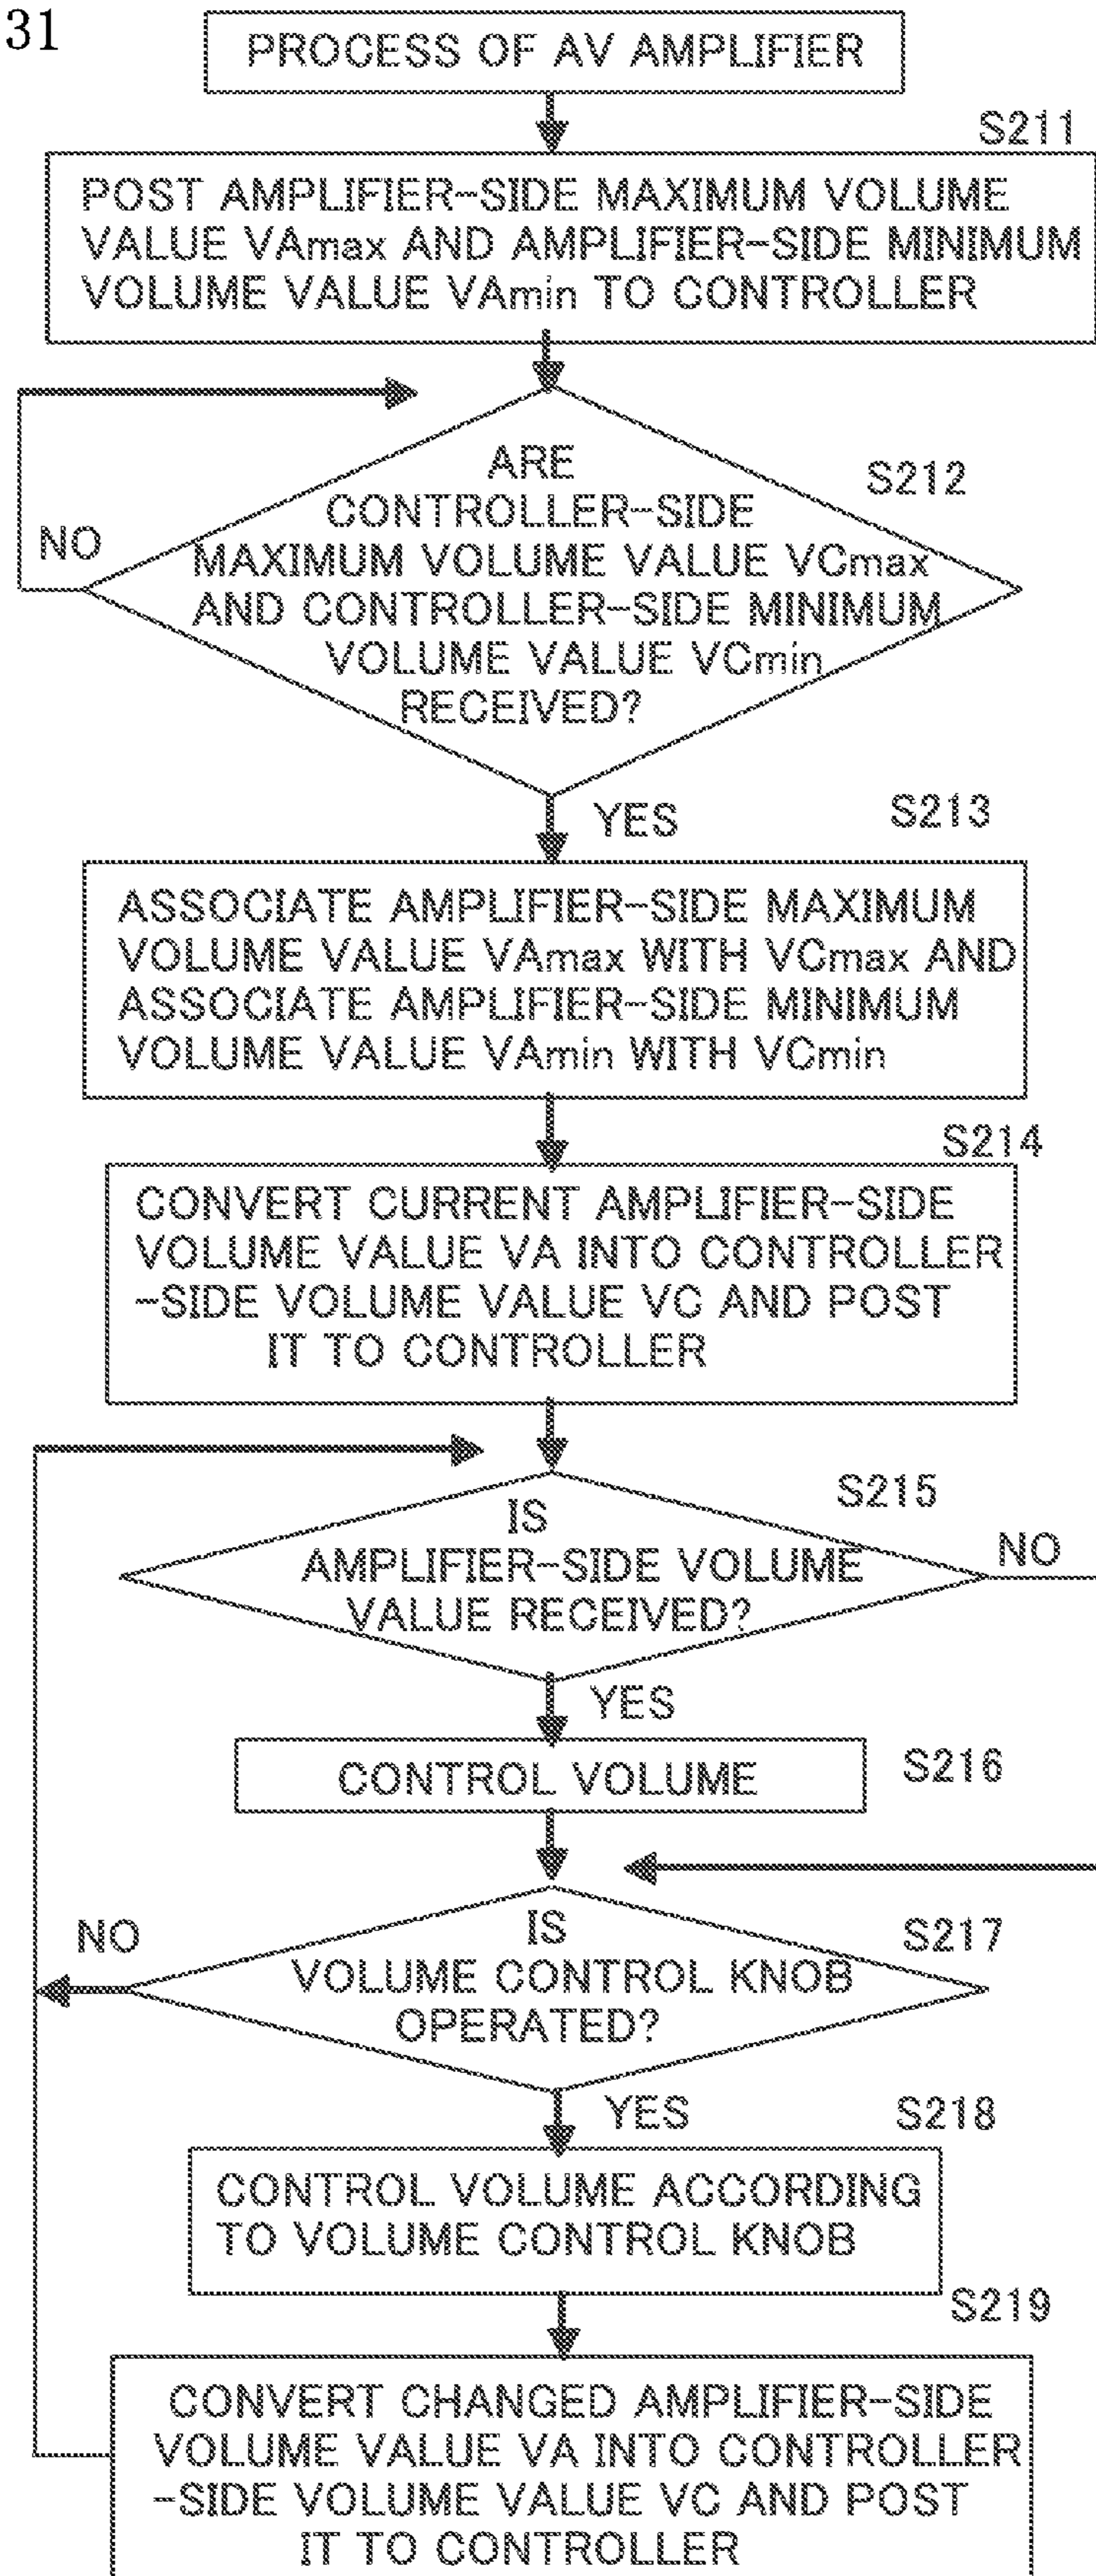 31
PROCESS OF AV AMPLIFIER
S211
POST AMPLIFIER-SIDE MAXIMUM VOLUME
VALUE VAmax AND AMPLIFIER-SIDE MINIMUM
VOLUME VALUE VAmin TO CONTROLLER
S212
ARE
CONTROLLER-SIDE
MAXIMUM VOLUME VALUE VCmax
AND CONTROLLER-SIDE MINIMUM
VOLUME VALUE VCmin
RECEIVED?
NO
YES
S213
ASSOCIATE AMPLIFIER-SIDE MAXIMUM
VOLUME VALUE VAmax WITH VCmax AND
ASSOCIATE AMPLIFIER-SIDE MINIMUM
VOLUME VALUE VAmin WITH VCmin
S214
CONVERT CURRENT AMPLIFIER-SIDE
VOLUME VALUE VA INTO CONTROLLER
-SIDE VOLUME VALUE VC AND POST
IT TO CONTROLLER
S215
IS
AMPLIFIER-SIDE VOLUME
VALUE RECEIVED?
NO
YES
CONTROL VOLUME
S216
NO
IS
VOLUME CONTROL KNOB
OPERATED?
S217
YES
S218
CONTROL VOLUME ACCORDING
TO VOLUME CONTROL KNOB
S219
CONVERT CHANGED AMPLIFIER-SIDE
VOLUME VALUE VA INTO CONTROLLER
-SIDE VOLUME VALUE VC AND POST
IT TO CONTROLLER